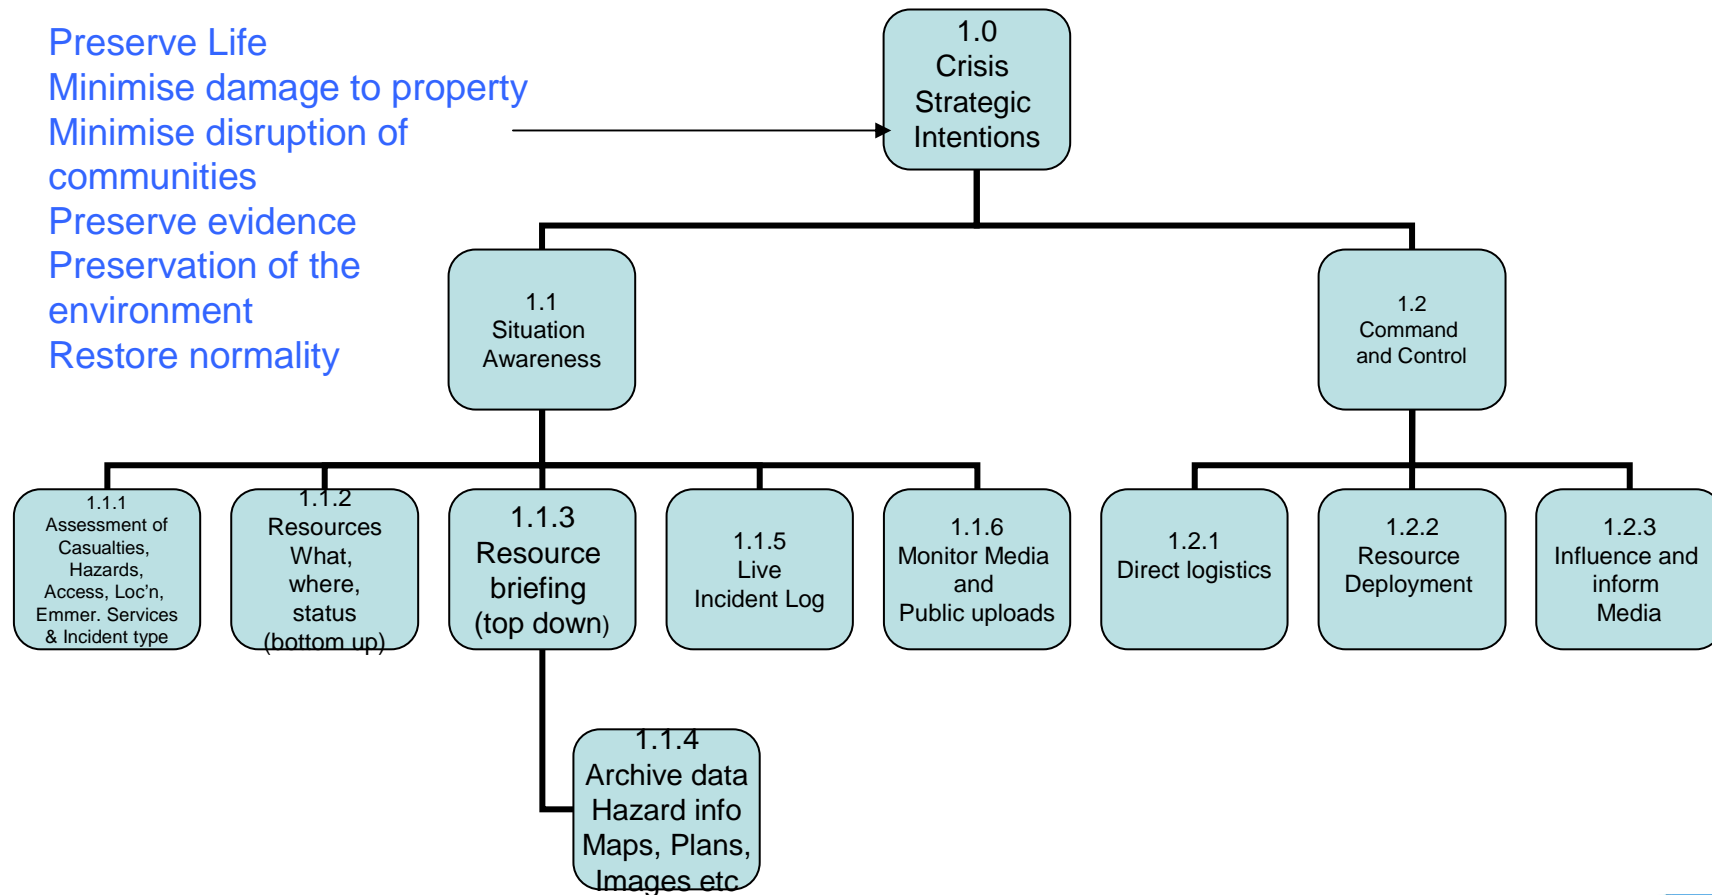 Preserve Life
Minimise damage to property
Minimise disruption of
communities
Preserve evidence
Preservation of the
environment
Restore normality
1.0
Crisis
Strategic
Intentions
1.1
Situation
Awareness
1.2
Command
and Control
1.1.1
Assessment of
Casualties,
Hazards,
Access, Loc'n,
Emmer. Services
& Incident type
1.1.2
Resources
What,
where,
status
(bottom up)
1.1.3
Resource
briefing
(top down)
1.1.5
Live
Incident Log
1.1.6
Monitor Media
and
Public uploads
1.2.1
Direct logistics
1.2.2
Resource
Deployment
1.2.3
Influence and
inform
Media
1.1.4
Archive data
Hazard info
Maps, Plans,
Images etc